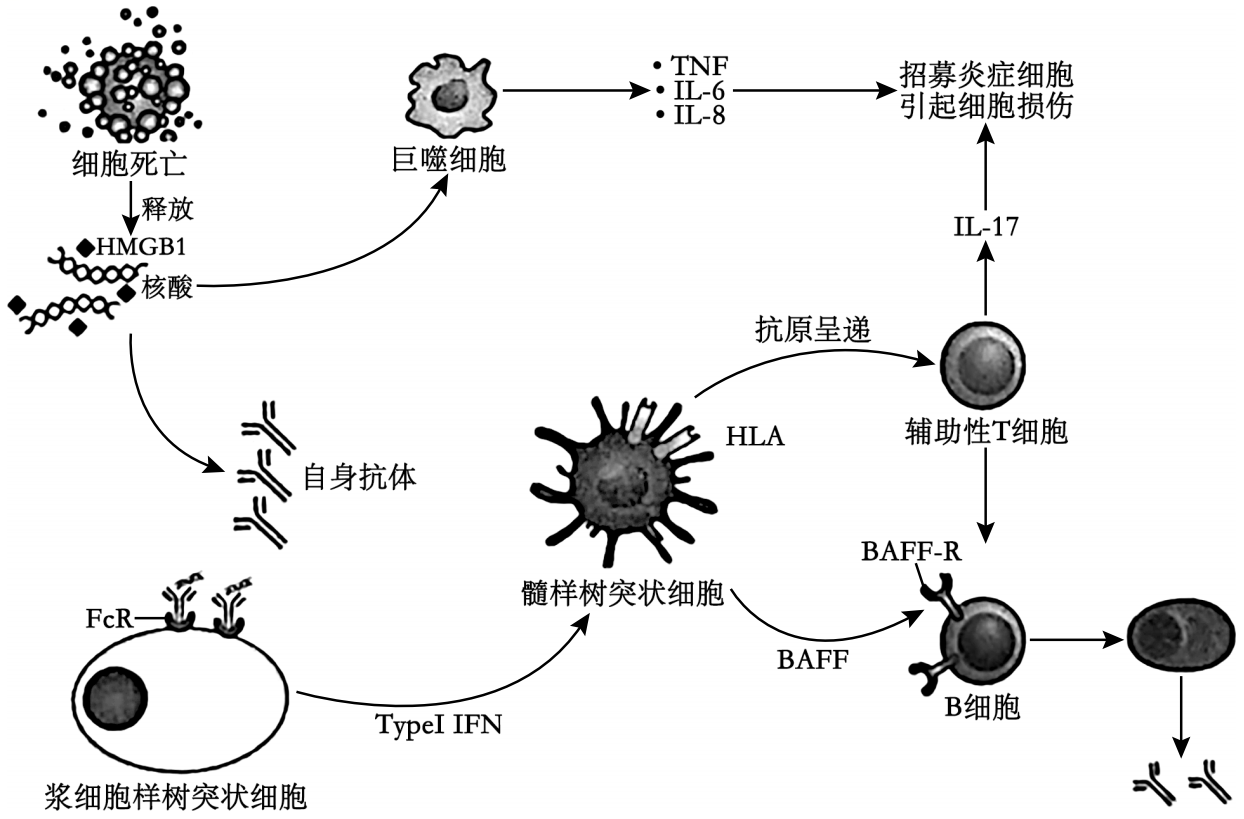 TNF
IL-6
IL-8
招募炎症细胞
引起细胞损伤
细胞死亡
巨噬细胞
释放
HMGB1
核酸
IL-17
抗原呈递
HLA
辅助性T细胞
自身抗体
BAFF-R
髓样树突状细胞
FcR
BAFF
B细胞
TypeI IFN
浆细胞样树突状细胞